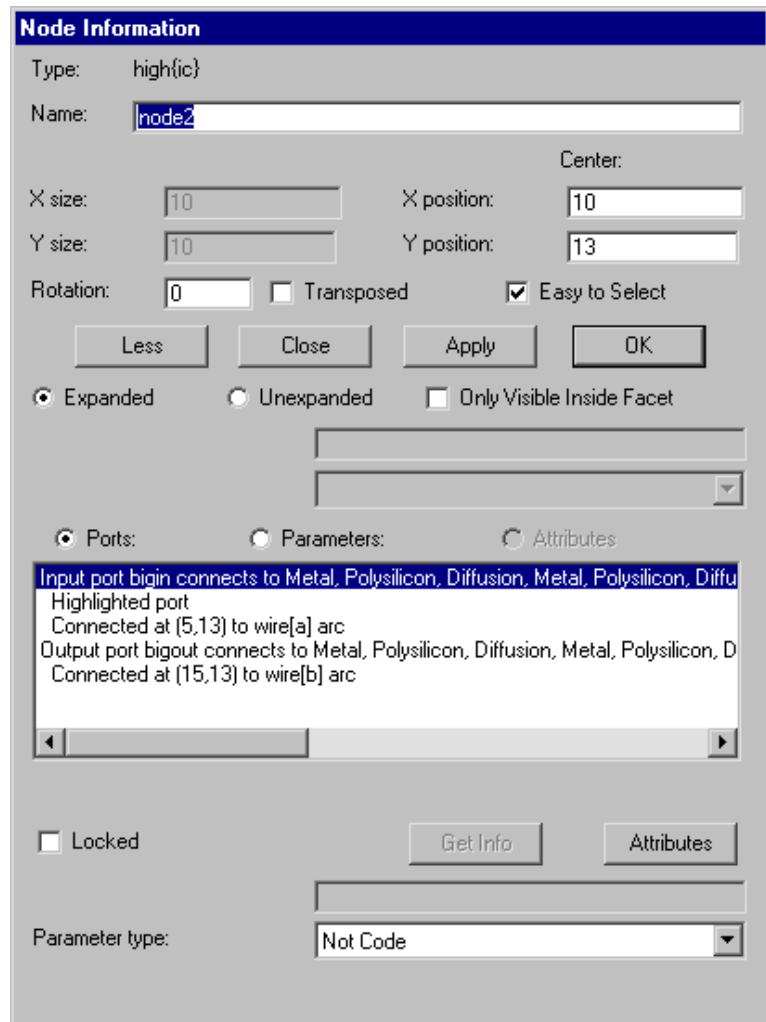 Node Information
Type: high{ic}
Name: node2
Center:
X size: 10 X position: 10
Y size: 10 Y position: 13
Rotation: 0 Transposed Easy to Select
Less Close Apply OK
Expanded Unexpanded Only Visible Inside Facet
Ports: Parameters: Attributes
Input port bigin connects to Metal, Polysilicon, Diffusion, Metal, Polysilicon, Diffu
Highlighted port
Connected at (5,13) to wire[a] arc
Output port bigout connects to Metal, Polysilicon, Diffusion, Metal, Polysilicon, D
Connected at (15,13) to wire[b] arc
Locked Get Info Attributes
Parameter type: Not Code